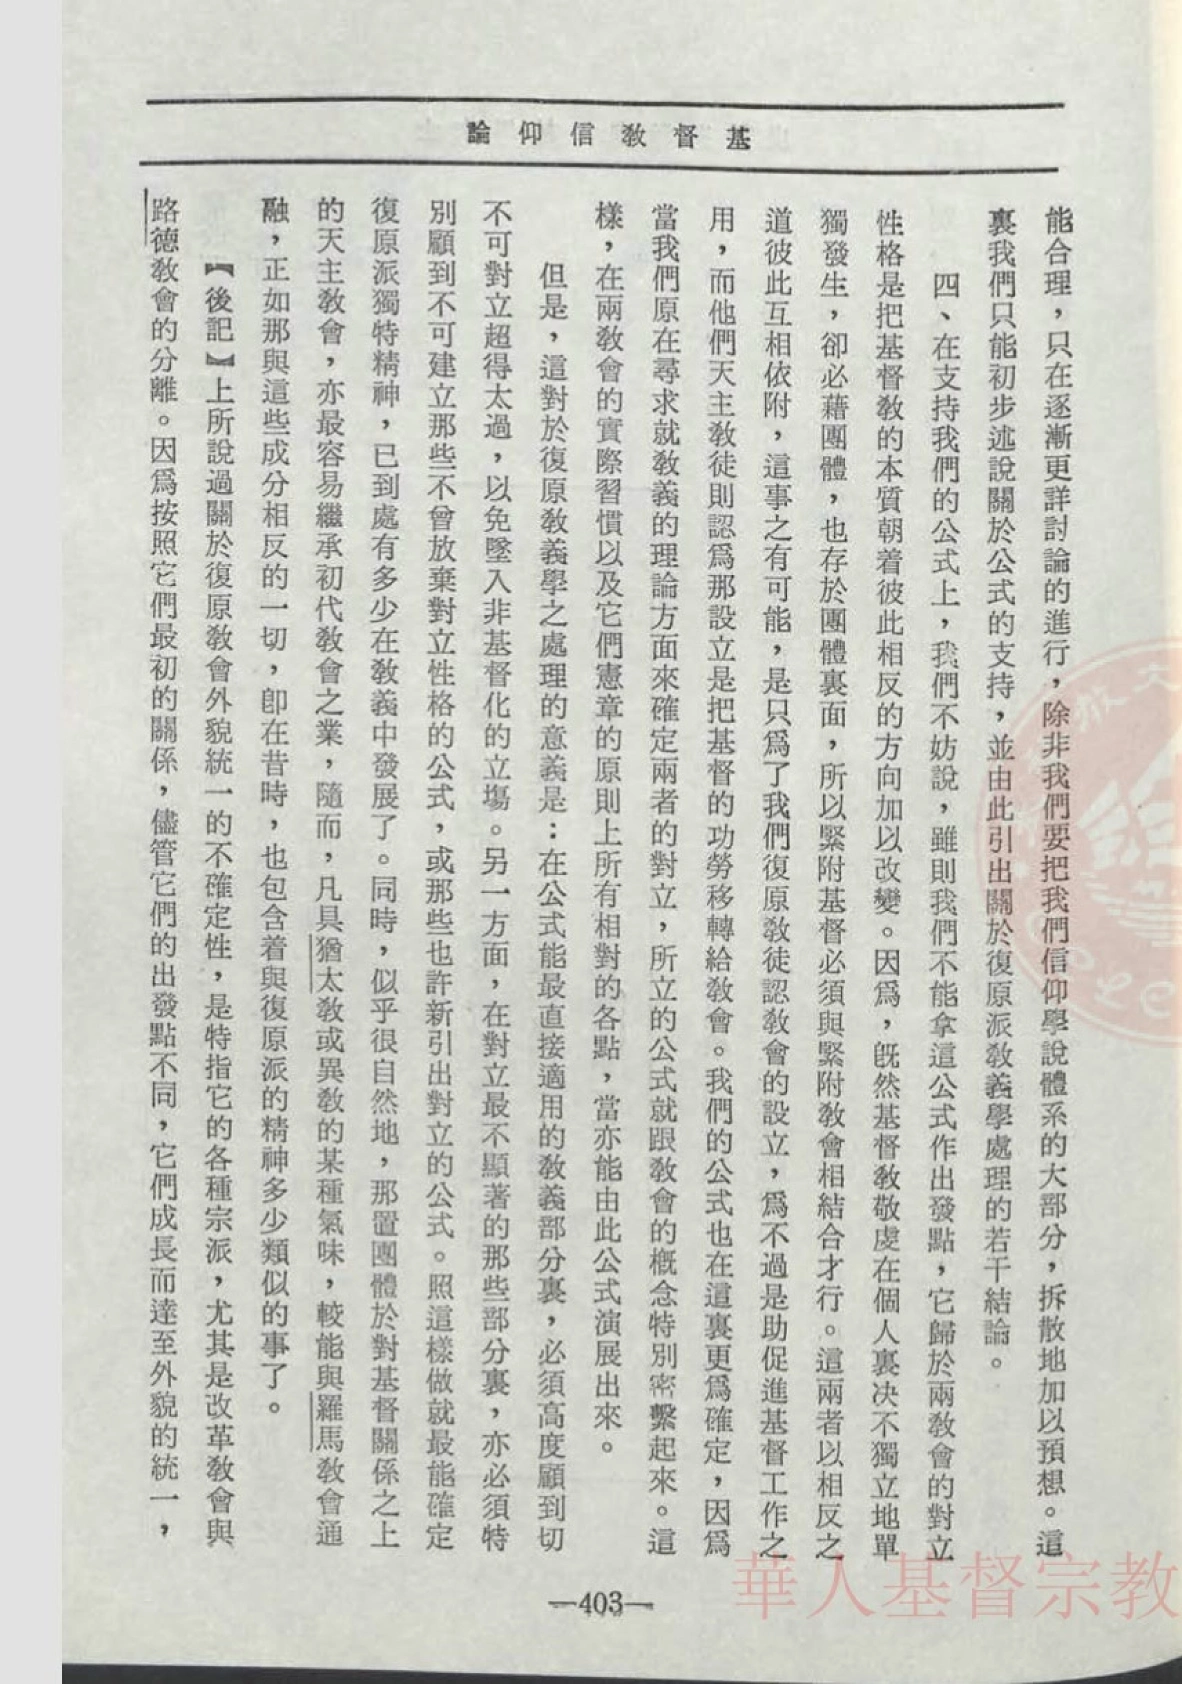 基督教信仰論
能合理，只在逐漸更詳討論的進行，除非我們要把我們信仰學說體系的大部分，拆散地加以預想。這
裏我們只能初步述說關於公式的支持，並由此引出關於復原派教義學處理的若干結論。
四、在支持我們的公式上，我們不妨說，雖則我們不能拿這公式作出發點，它歸於兩教會的對立
性格是把基督教的本質朝着彼此相反的方向加以改變。因爲，旣然基督教敬虔在個人裏决不獨立地單
獨發生，卻必藉團體，也存於團體裏面，所以緊附基督必須與緊附教會相結合才行。這兩者以相反之
道彼此互相依附，這事之有可能，是只爲了我們復原教徒認教會的設立，爲不過是助促進基督工作之
用，而他們天主教徒則認爲那設立是把基督的功勞移轉給教會。我們的公式也在這裏更爲確定，因爲
當我們原在尋求就教義的理論方面來確定兩者的對立，所立的公式就跟教會的槪念特別密繫起來。這
樣，在兩教會的實際習慣以及它們憲章的原則上所有相對的各點，當亦能由此公式演展出來。
但是，這對於復原教義學之處理的意義是：在公式能最直接適用的教義部分裏，必須高度顧到切
不可對立超得太過，以免墜入非基督化的立塲。另一方面，在對立最不顯著的那些部分裏，亦必須特
別顧到不可建立那些不曾放棄對立性格的公式，或那些也許新引出對立的公式。照這樣做就最能確定
復原派獨特精神，已到處有多少在教義中發展了。同時，似乎很自然地，那置團體於對基督關係之上
的天主教會，亦最容易繼承初代教會之業，隨而，凡具猶太教或異教的某種氣味，較能與羅馬教會通
融，正如那與這些成分相反的一切，卽在昔時，也包含着與復原派的精神多少類似的事了。
【後記】上所說過關於復原教會外貌統一的不確定性，是特指它的各種宗派，尤其是改革教會與
路德教會的分離。因爲按照它們最初的關係，儘管它們的出發點不同，它們成長而達至外貌的統一，
—403—
華人基督宗教